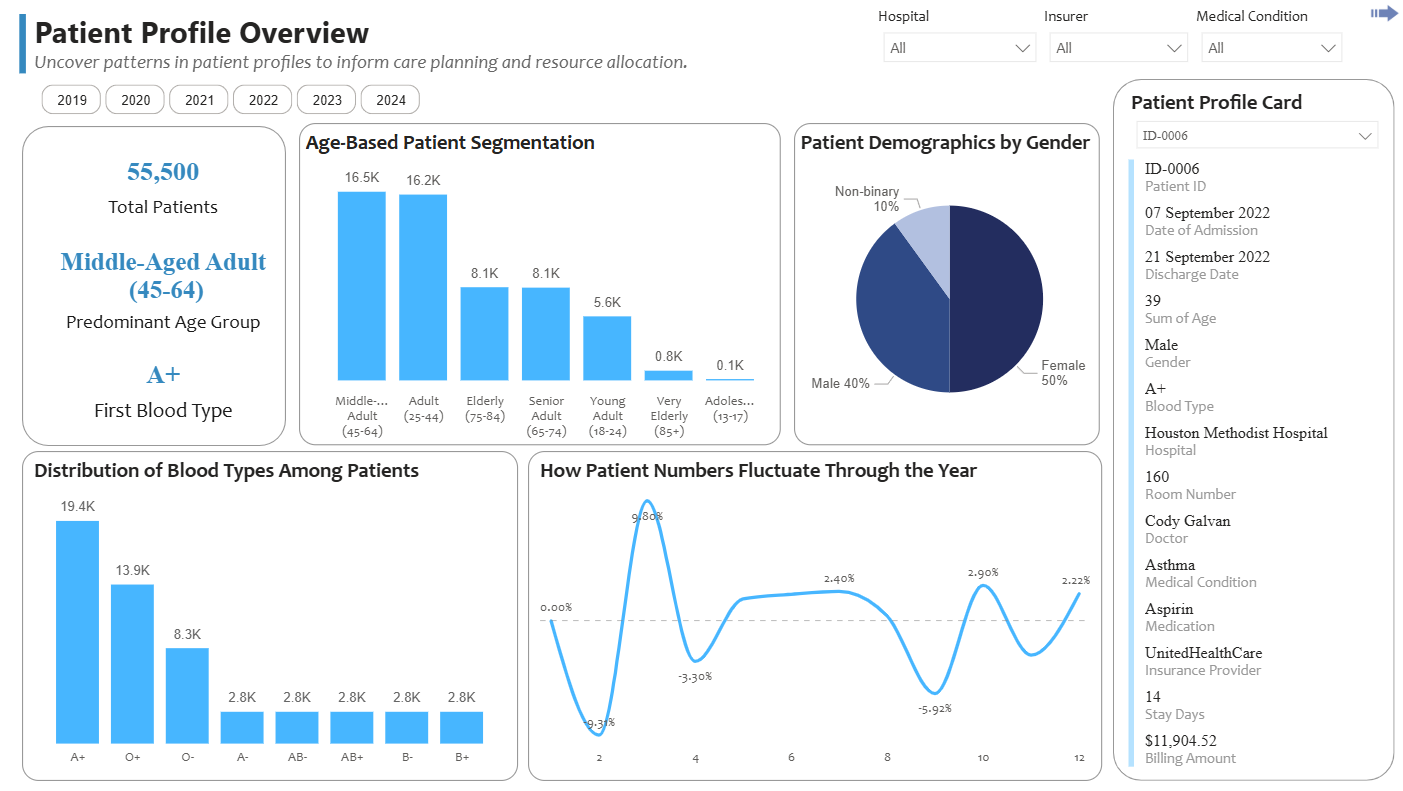 Patient Profile Overview
Uncover patterns in patient profiles to inform care planning and resource allocation.
Hospital
All
Insurer
All
Medical Condition
All
2019
2020
2021
2022
2023
2024
55,500
Total Patients
Middle-Aged Adult
(45-64)
Predominant Age Group
A+
First Blood Type
Age-Based Patient Segmentation
16.5K
16.2K
8.1K
8.1K
5.6K
0.8K
0.1K
Middle-...
Adult
(45-64)
Adult
(25-44)
Elderly
(75-84)
Senior
Adult
(65-74)
Young
Adult
(18-24)
Very
Elderly
(85+)
Adoles...
(13-17)
Patient Demographics by Gender
Non-binary
10%
Male 40%
Female
50%
Distribution of Blood Types Among Patients
19.4K
13.9K
8.3K
2.8K
2.8K
2.8K
2.8K
2.8K
A+
O+
O-
A-
AB-
AB+
B-
B+
How Patient Numbers Fluctuate Through the Year
0.00%
-9.31%
9.80%
-3.30%
2.40%
-5.92%
2.90%
2.22%
2
4
6
8
10
12
Patient Profile Card
ID-0006
ID-0006
Patient ID
07 September 2022
Date of Admission
21 September 2022
Discharge Date
39
Sum of Age
Male
Gender
A+
Blood Type
Houston Methodist Hospital
Hospital
160
Room Number
Cody Galvan
Doctor
Asthma
Medical Condition
Aspirin
Medication
UnitedHealthCare
Insurance Provider
14
Stay Days
$11,904.52
Billing Amount